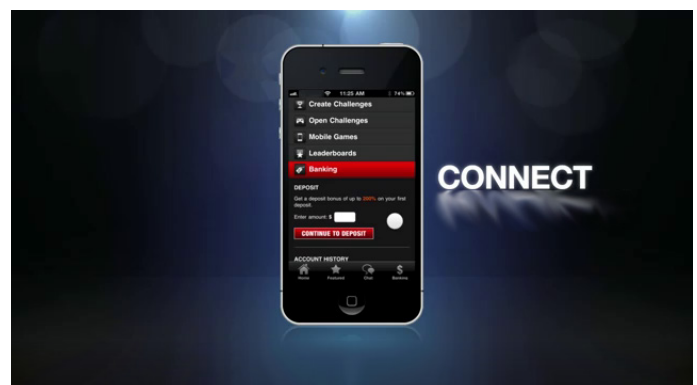 11:25 AM
74%
Create Challenges
Open Challenges
Mobile Games
Leaderboards
Banking
DEPOSIT
Get a deposit bonus of up to 200% on your first
deposit.
Enter amount $
CONTINUE TO DEPOSIT
ACCOUNT HISTORY
Home Featured Chat Banking
CONNECT